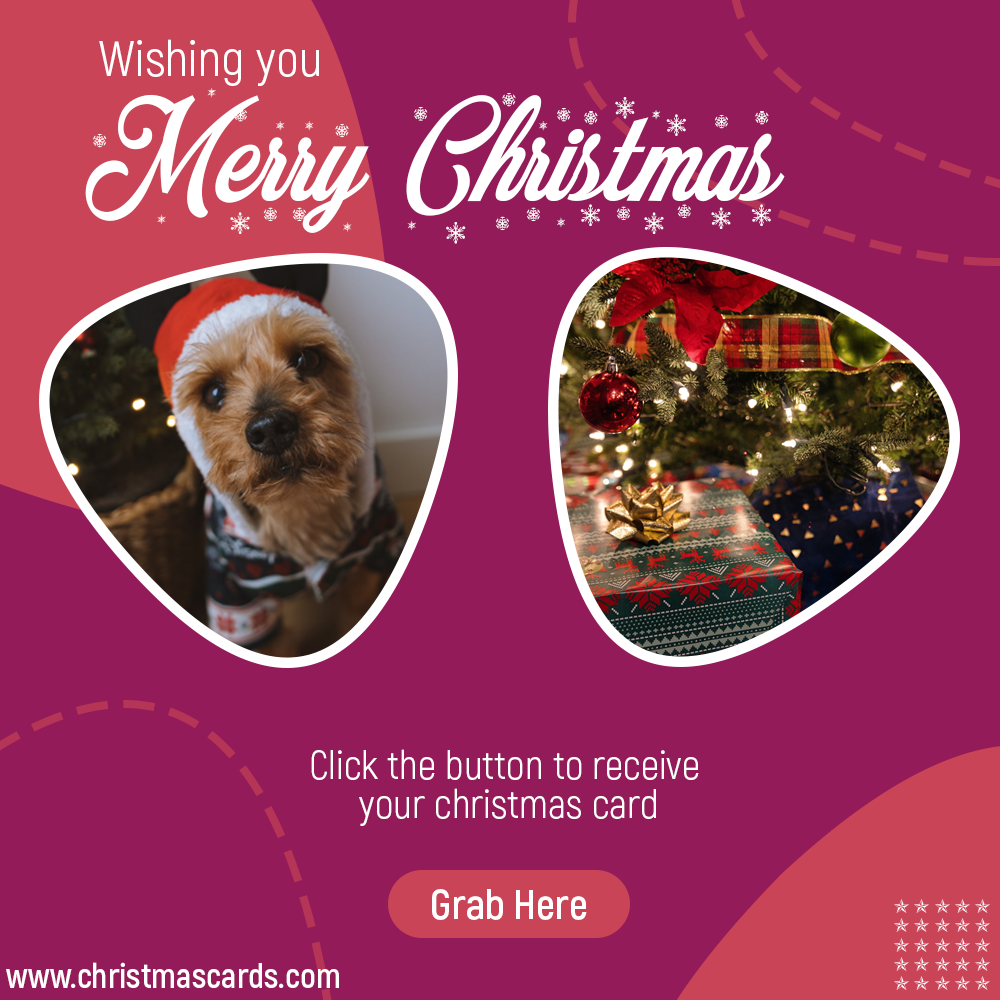 Wishing you
Merry Christmas
Click the button to receive
your christmas card
Grab Here
www.christmascards.com